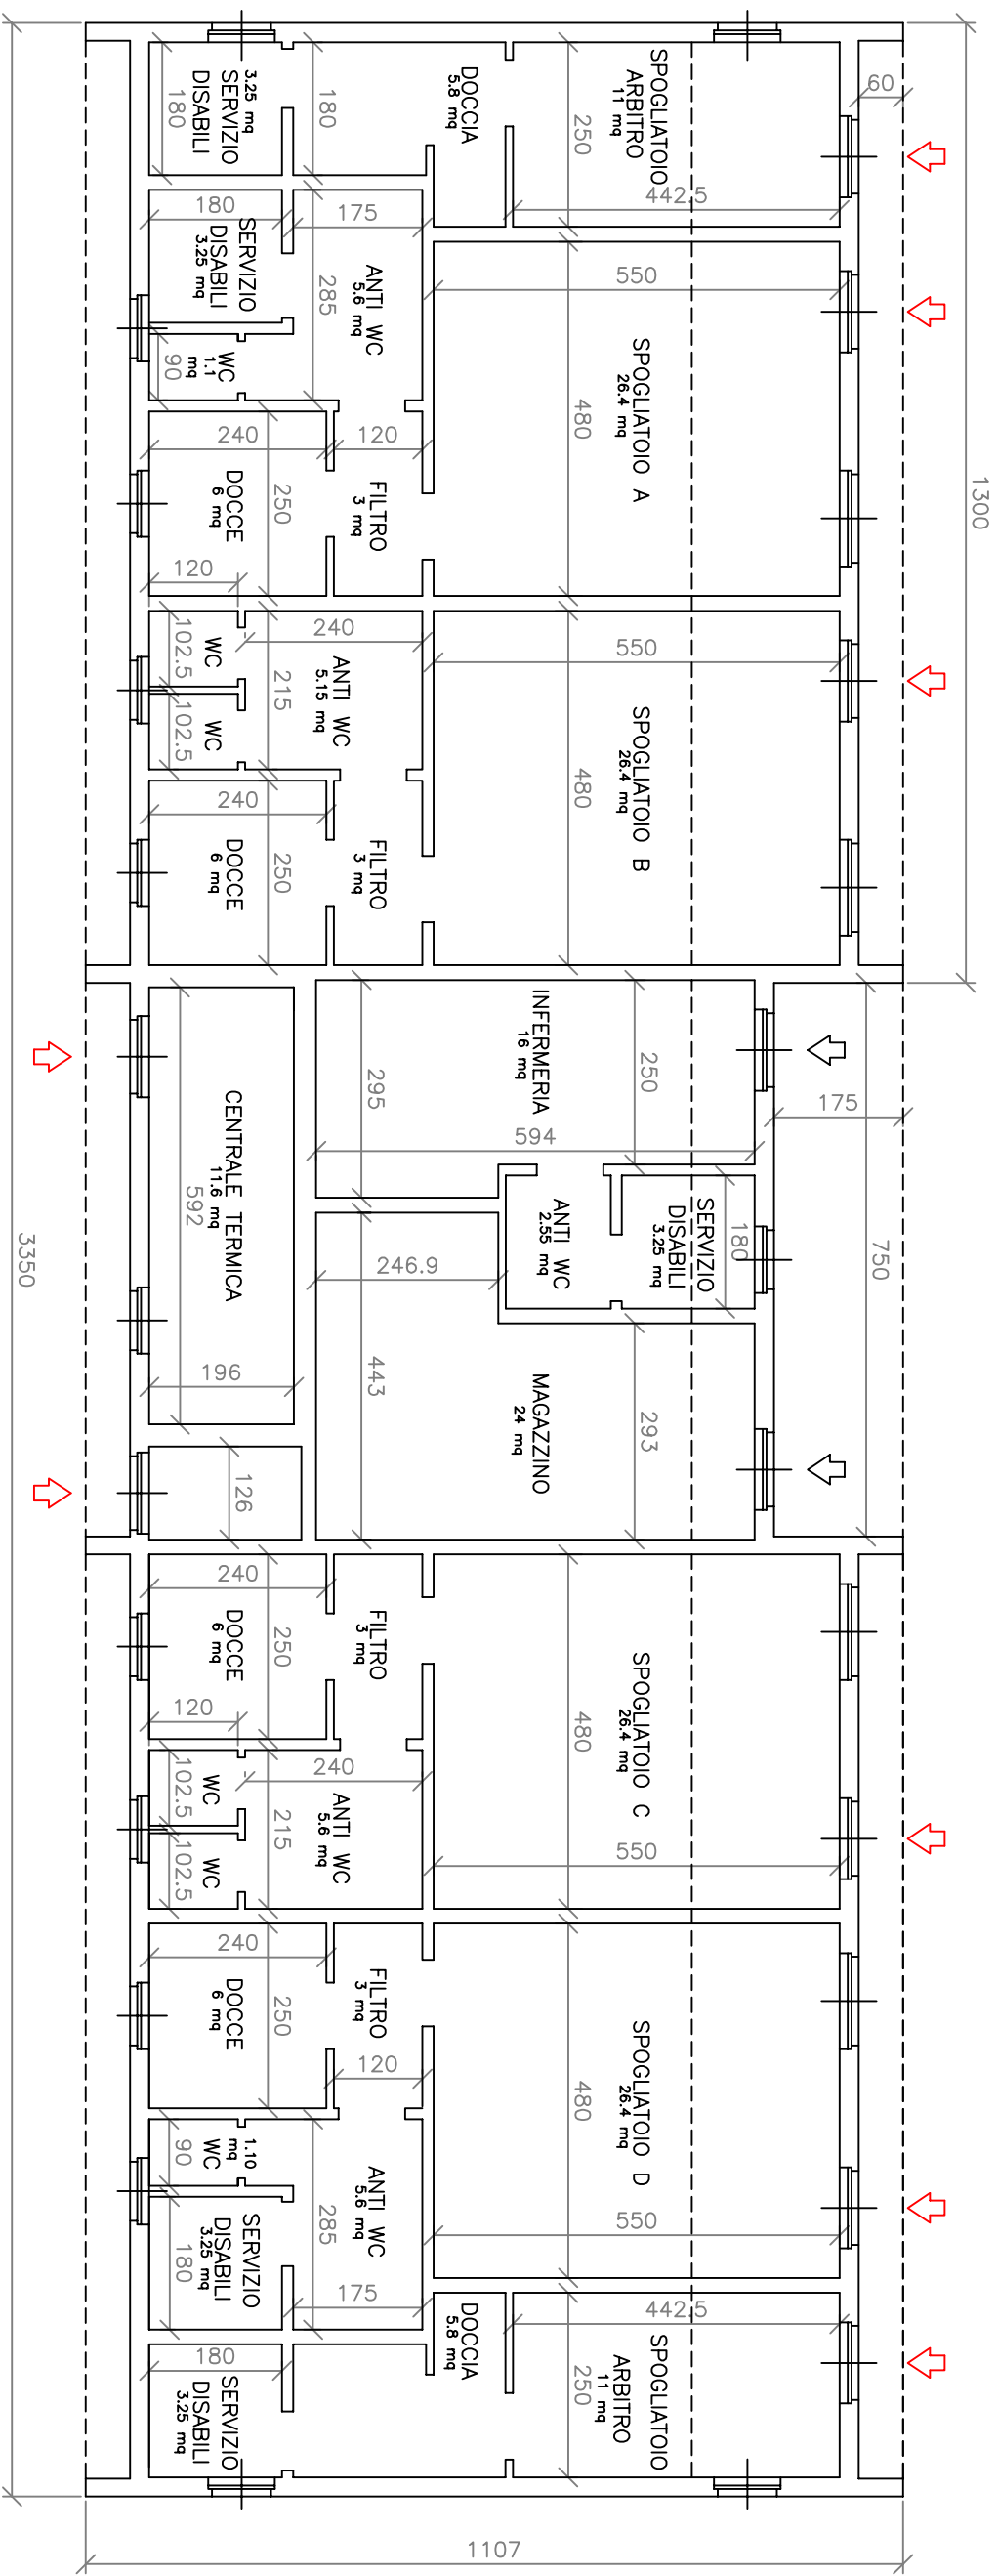 1300
3350
1107
60
750
175
SPOGLIATOIO
ARBITRO
11 mq
250
442.5
DOCCIA
5.8 mq
180
3.25 mq
SERVIZIO
DISABILI
180
SPOGLIATOIO A
26.4 mq
550
480
ANTI WC
5.6 mq
175
285
180
SERVIZIO
DISABILI
3.25 mq
WC
1.1
mq
90
FILTRO
3 mq
120
DOCCE
6 mq
240
250
120
SPOGLIATOIO B
26.4 mq
550
480
ANTI WC
5.15 mq
240
215
WC
102.5
WC
102.5
FILTRO
3 mq
DOCCE
6 mq
240
250
INFERMERIA
16 mq
250
295
594
SERVIZIO
DISABILI
3.25 mq
180
ANTI WC
2.55 mq
MAGAZZINO
24 mq
246.9
443
293
CENTRALE TERMICA
11.6 mq
592
196
126
SPOGLIATOIO C
26.4 mq
480
550
FILTRO
3 mq
DOCCE
6 mq
240
250
120
ANTI WC
5.6 mq
240
215
WC
102.5
WC
102.5
SPOGLIATOIO D
26.4 mq
480
550
FILTRO
3 mq
120
DOCCE
6 mq
240
250
ANTI WC
5.6 mq
285
175
1.10
mq
WC
90
SERVIZIO
DISABILI
3.25 mq
180
SPOGLIATOIO
ARBITRO
11 mq
442.5
250
DOCCIA
5.8 mq
180
SERVIZIO
DISABILI
3.25 mq